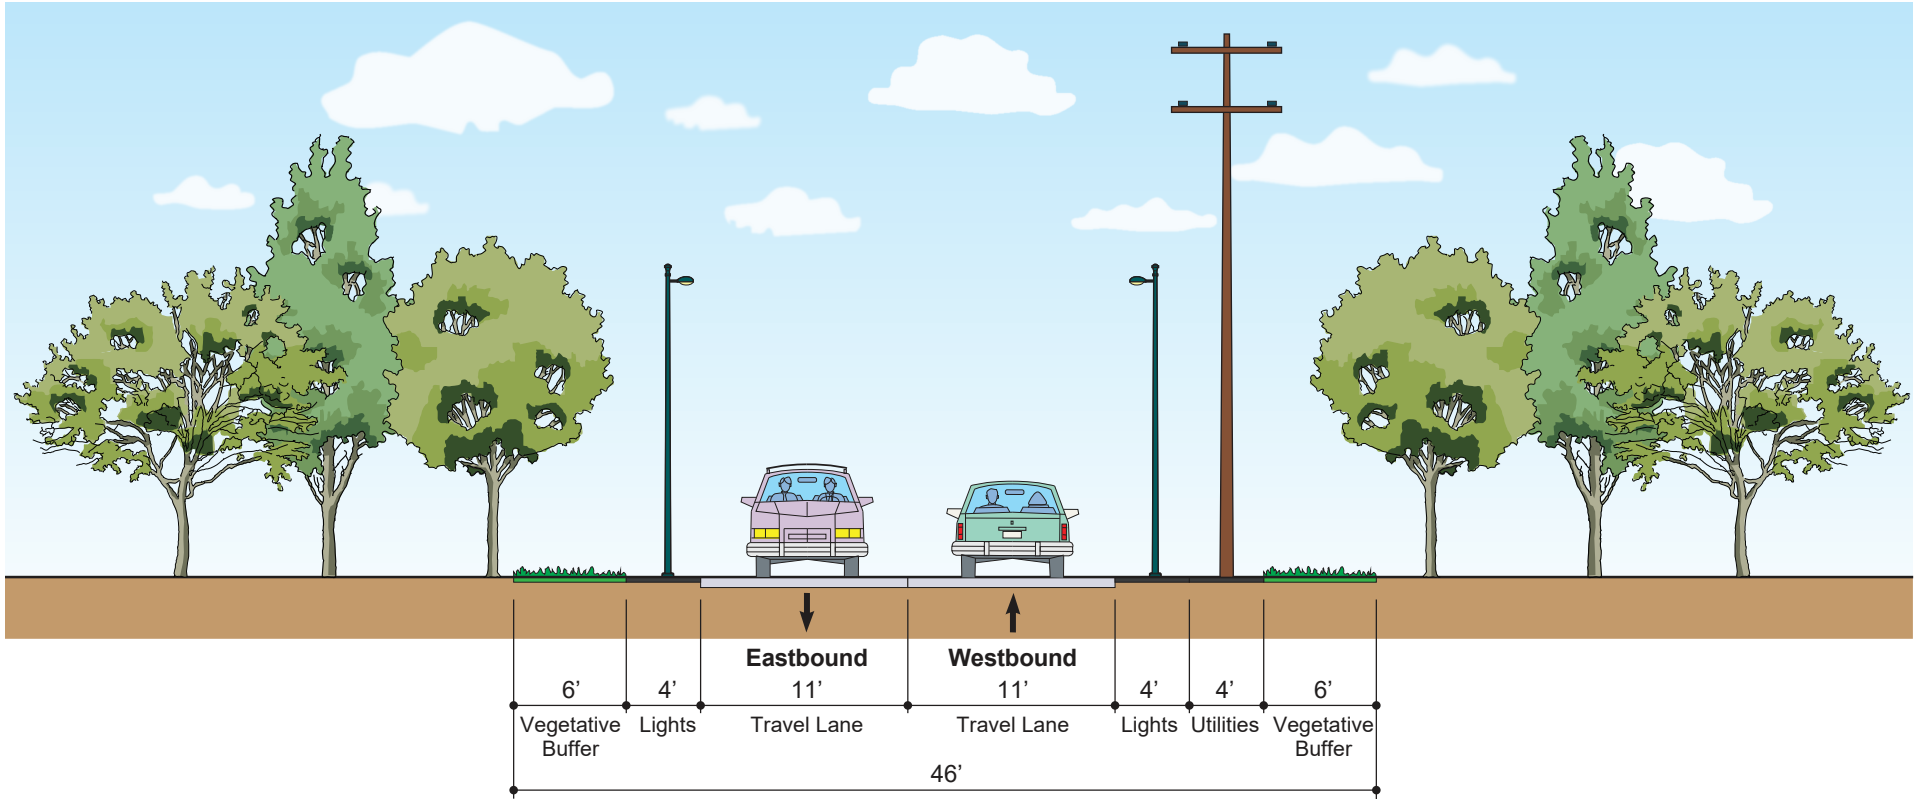 Eastbound Westbound
6’ 4’ 11’ 11’ 4’ 4’ 6’
Vegetative Lights Travel Lane Travel Lane Lights Utilities Vegetative
Buffer Buffer
46’